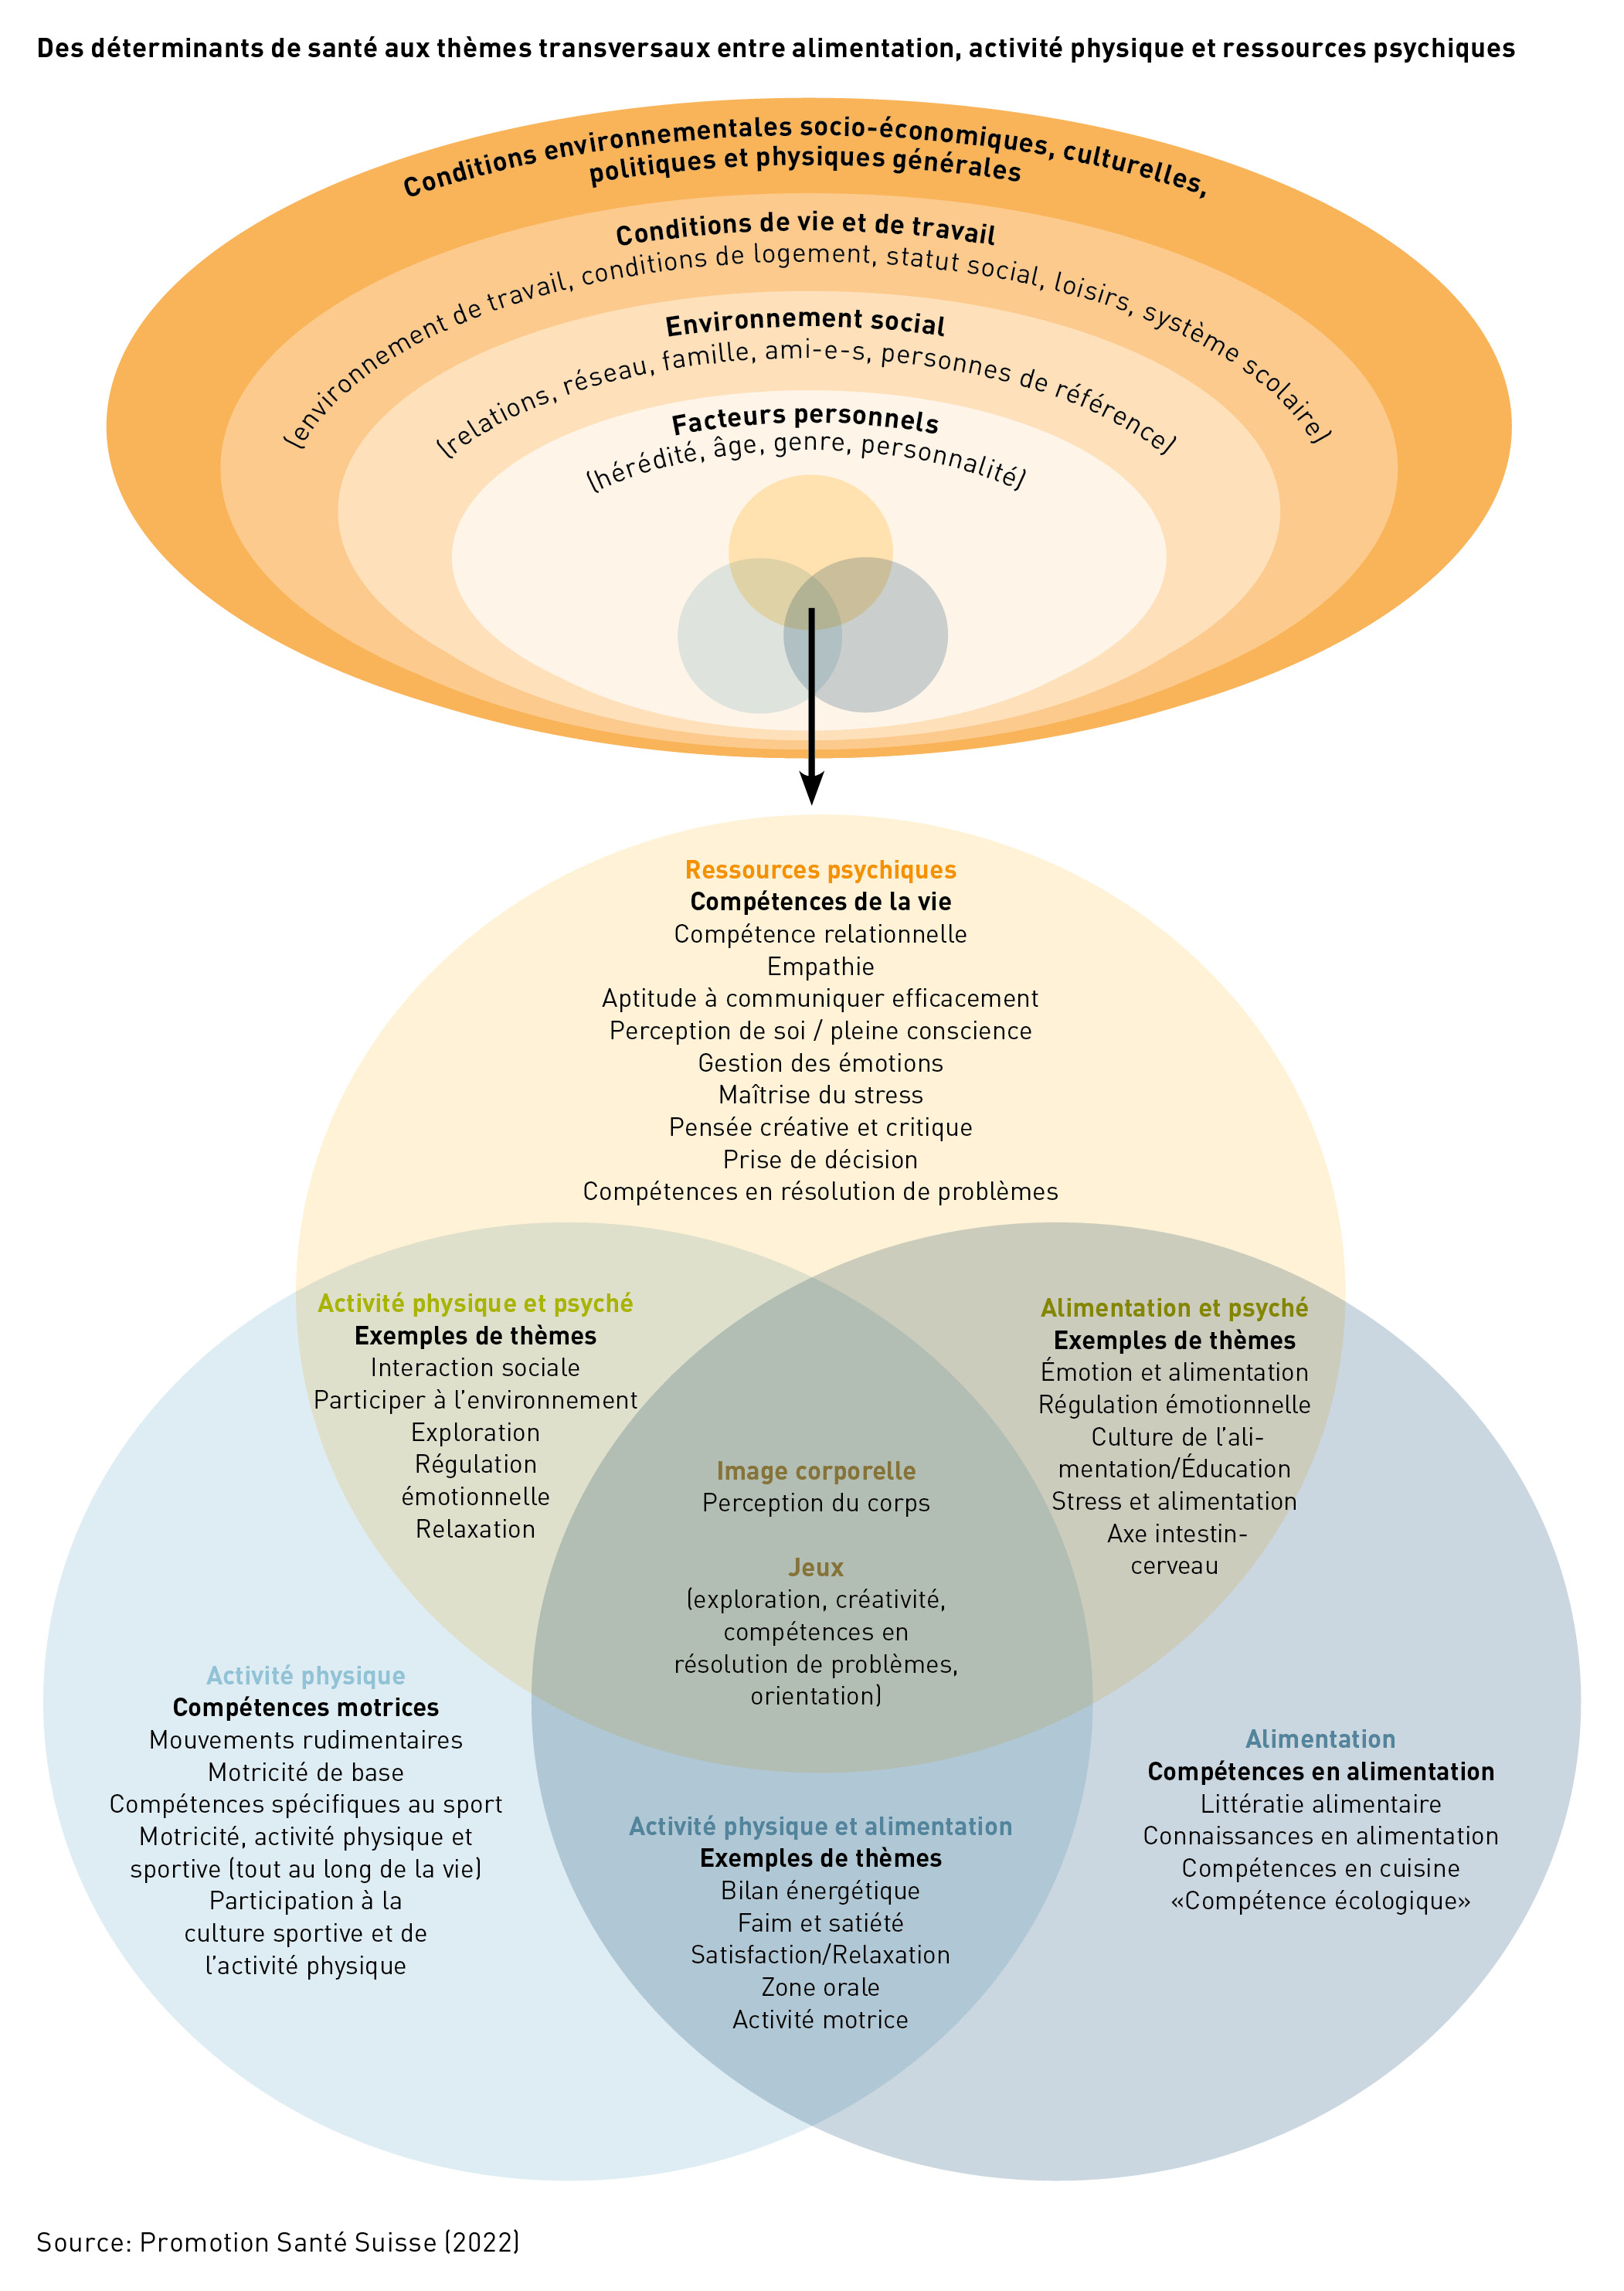 Des déterminants de santé aux thèmes transversaux entre alimentation, activité physique et ressources psychiques
Conditions environnementales socio-économiques, culturelles,
politiques et physiques générales
Conditions de vie et de travail
(environnement de travail, conditions de logement, statut social, loisirs, système scolaire)
Environnement social
(relations, réseau, famille, ami-e-s, personnes de référence)
Facteurs personnels
(hérédité, âge, genre, personnalité)
Ressources psychiques
Compétences de la vie
Compétence relationnelle
Empathie
Aptitude à communiquer efficacement
Perception de soi / pleine conscience
Gestion des émotions
Maîtrise du stress
Pensée créative et critique
Prise de décision
Compétences en résolution de problèmes
Activité physique et psyché
Exemples de thèmes
Interaction sociale
Participer à l’environnement
Exploration
Régulation
émotionnelle
Relaxation
Alimentation et psyché
Exemples de thèmes
Émotion et alimentation
Régulation émotionnelle
Culture de l’ali-
mentation/Éducation
Stress et alimentation
Axe intestin-
cerveau
Image corporelle
Perception du corps
Jeux
(exploration, créativité,
compétences en
résolution de problèmes,
orientation)
Activité physique
Compétences motrices
Mouvements rudimentaires
Motricité de base
Compétences spécifiques au sport
Motricité, activité physique et
sportive (tout au long de la vie)
Participation à la
culture sportive et de
l’activité physique
Alimentation
Compétences en alimentation
Littératie alimentaire
Connaissances en alimentation
Compétences en cuisine
«Compétence écologique»
Activité physique et alimentation
Exemples de thèmes
Bilan énergétique
Faim et satiété
Satisfaction/Relaxation
Zone orale
Activité motrice
Source: Promotion Santé Suisse (2022)